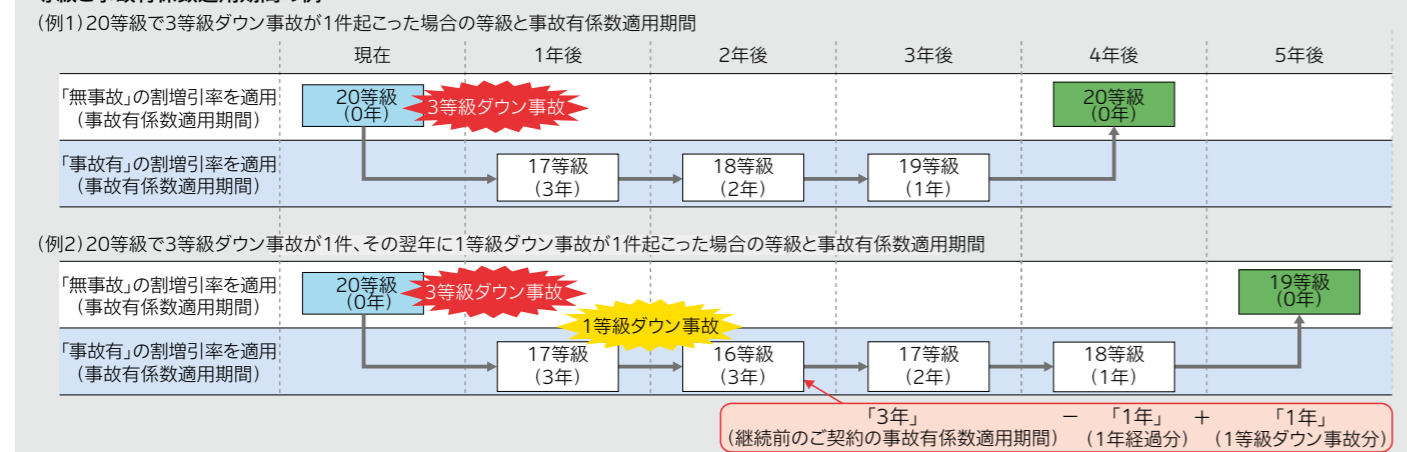 (例1)20等級で3等級ダウン事故が1件起こった場合の等級と事故有係数適用期間
現在 1年後 2年後 3年後 4年後 5年後
「無事故」の割増引率を適用
(事故有係数適用期間)
20等級
(0年)
3等級ダウン事故
20等級
(0年)
「事故有」の割増引率を適用
(事故有係数適用期間)
17等級
(3年)
18等級
(2年)
19等級
(1年)
(例2)20等級で3等級ダウン事故が1件、その翌年に1等級ダウン事故が1件起こった場合の等級と事故有係数適用期間
「無事故」の割増引率を適用
(事故有係数適用期間)
20等級
(0年)
3等級ダウン事故
1等級ダウン事故
19等級
(0年)
「事故有」の割増引率を適用
(事故有係数適用期間)
17等級
(3年)
16等級
(3年)
17等級
(2年)
18等級
(1年)
「3年」 − 「1年」 + 「1年」
(継続前のご契約の事故有係数適用期間) (1年経過分) (1等級ダウン事故分)